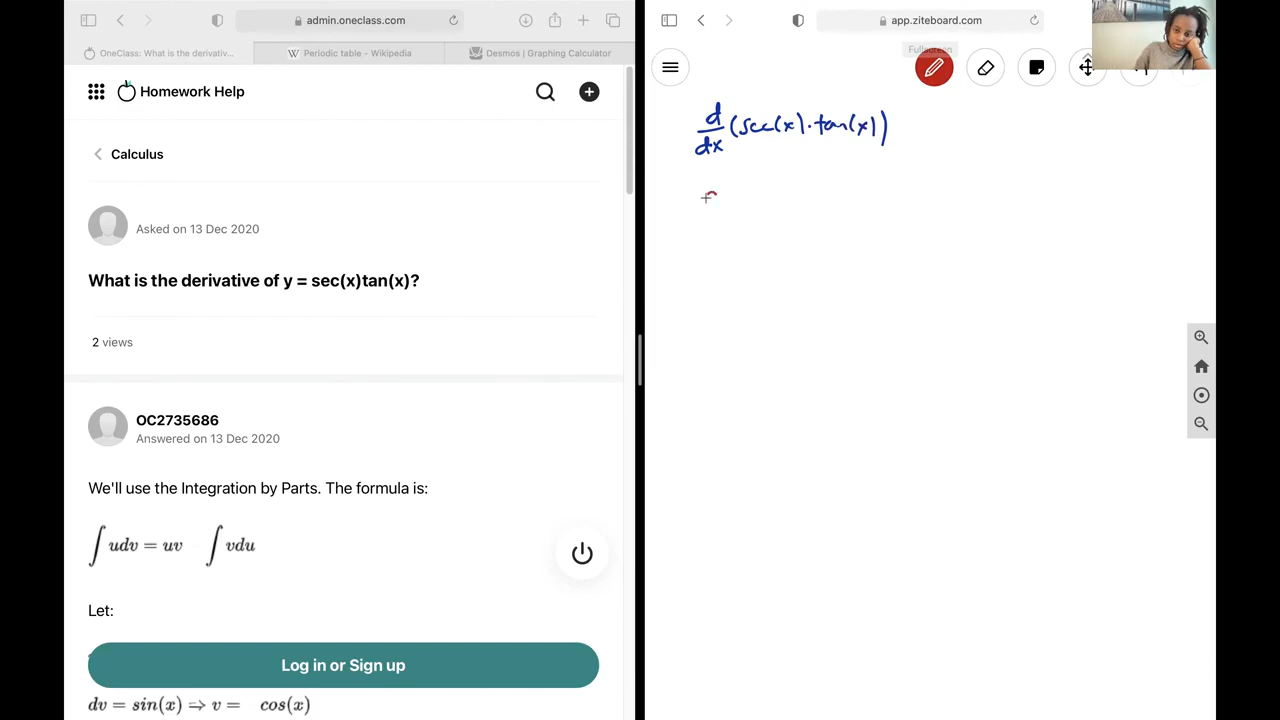 admin.oneclass.com
OneClass: What is the derivativ...
Periodic table - Wikipedia
Desmos | Graphing Calculator
Homework Help
Calculus
Asked on 13 Dec 2020
What is the derivative of y = sec(x)tan(x)?
2 views
OC2735686
Answered on 13 Dec 2020
We'll use the Integration by Parts. The formula is:
∫ udv = uv ∫ vdu
Let:
Log in or Sign up
dv = sin(x) ⇒ v = cos(x)
app.ziteboard.com
Fullscreen
d/dx (sec(x)·tan(x))